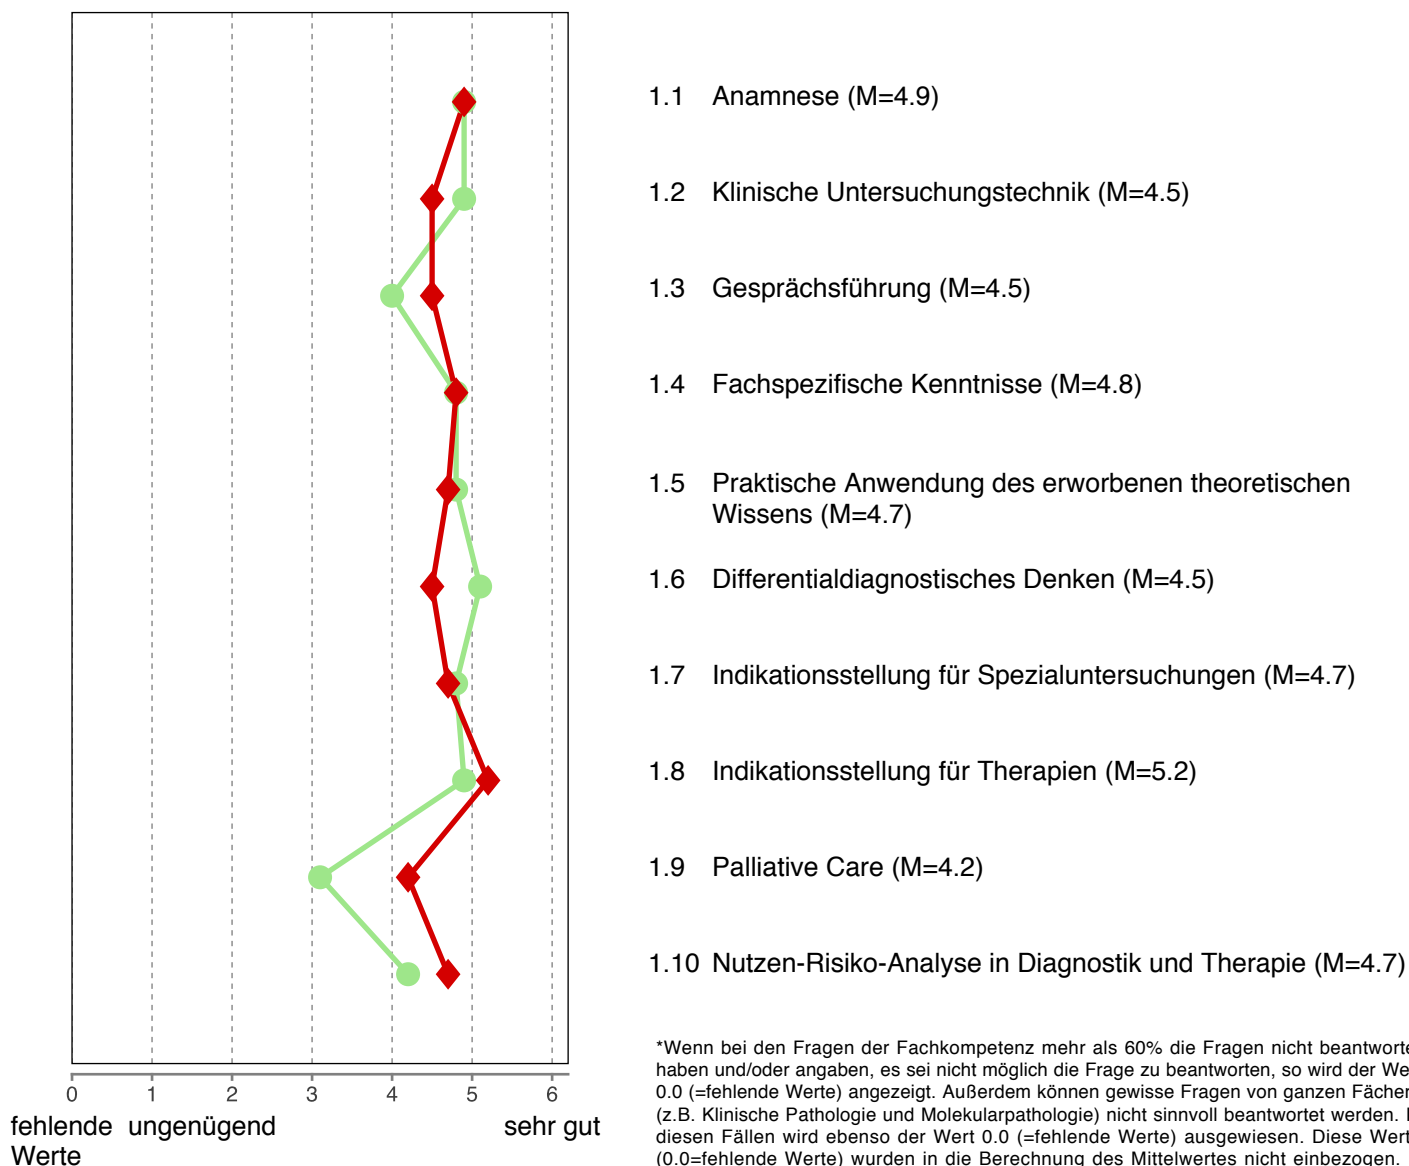 1.1 Anamnese (M=4.9)
1.2 Klinische Untersuchungstechnik (M=4.5)
1.3 Gesprächsführung (M=4.5)
1.4 Fachspezifische Kenntnisse (M=4.8)
1.5 Praktische Anwendung des erworbenen theoretischen
Wissens (M=4.7)
1.6 Differentialdiagnostisches Denken (M=4.5)
1.7 Indikationsstellung für Spezialuntersuchungen (M=4.7)
1.8 Indikationsstellung für Therapien (M=5.2)
1.9 Palliative Care (M=4.2)
1.10 Nutzen-Risiko-Analyse in Diagnostik und Therapie (M=4.7)
0 1 2 3 4 5 6
fehlende ungenügend sehr gut
Werte
*Wenn bei den Fragen der Fachkompetenz mehr als 60% die Fragen nicht beantworte
haben und/oder angaben, es sei nicht möglich die Frage zu beantworten, so wird der We
0.0 (=fehlende Werte) angezeigt. Außerdem können gewisse Fragen von ganzen Fächer
(z.B. Klinische Pathologie und Molekularpathologie) nicht sinnvoll beantwortet werden.
diesen Fällen wird ebenso der Wert 0.0 (=fehlende Werte) ausgewiesen. Diese Wert
(0.0=fehlende Werte) wurden in die Berechnung des Mittelwertes nicht einbezogen.